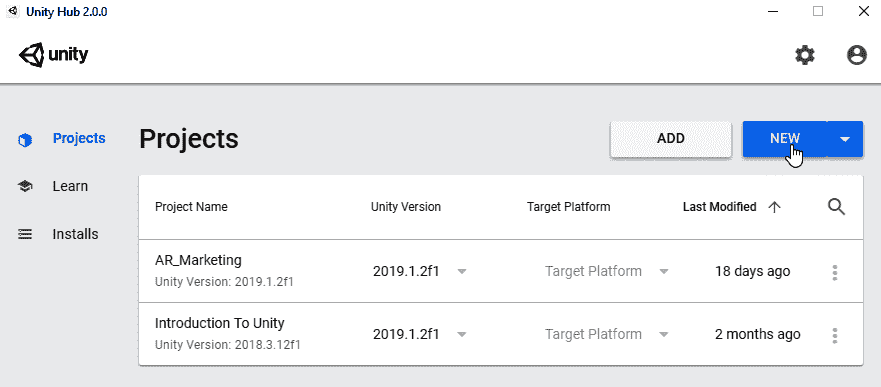 Unity Hub 2.0.0
unity
Projects
Learn
Installs
Projects
ADD
NEW
Project Name Unity Version Target Platform Last Modified
AR_Marketing
Unity Version: 2019.1.2f1
2019.1.2f1 Target Platform 18 days ago
Introduction To Unity
Unity Version: 2018.3.12f1
2019.1.2f1 Target Platform 2 months ago